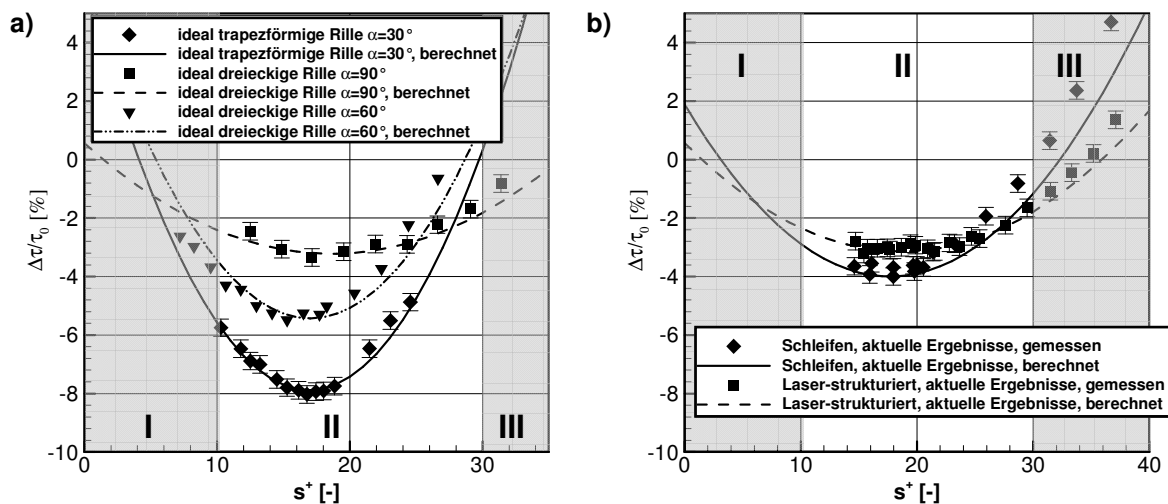 a)
ideal trapezförmige Rille α=30°
ideal trapezförmige Rille α=30°, berechnet
ideal dreieckige Rille α=90°
ideal dreieckige Rille α=90°, berechnet
ideal dreieckige Rille α=60°
ideal dreieckige Rille α=60°, berechnet
Δτ/τ0 [%]
4
2
0
-2
-4
-6
-8
-10
I
II
III
0
10
20
30
s+ [-]
b)
I
II
III
Δτ/τ0 [%]
4
2
0
-2
-4
-6
-8
-10
Schleifen, aktuelle Ergebnisse, gemessen
Schleifen, aktuelle Ergebnisse, berechnet
Laser-strukturiert, aktuelle Ergebnisse, gemessen
Laser-strukturiert, aktuelle Ergebnisse, berechnet
0
10
20
30
40
s+ [-]